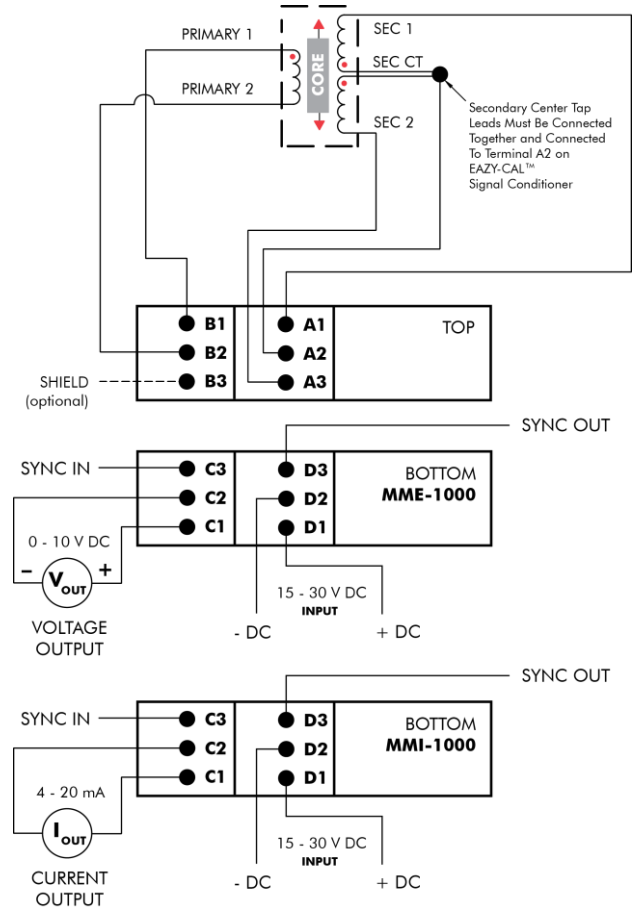 PRIMARY 1
PRIMARY 2
CORE
SEC 1
SEC CT
SEC 2
Secondary Center Tap
Leads Must Be Connected
Together and Connected
To Terminal A2 on
EAZY-CAL™
Signal Conditioner
B1
A1
TOP
B2
A2
B3
A3
SHIELD
(optional)
SYNC OUT
SYNC IN
C3
D3
BOTTOM
C2
D2
MME-1000
C1
D1
0 - 10 V DC
− +
VOUT
VOLTAGE
OUTPUT
15 - 30 V DC
INPUT
- DC
+ DC
SYNC OUT
SYNC IN
C3
D3
BOTTOM
C2
D2
MMI-1000
C1
D1
4 - 20 mA
IOUT
CURRENT
OUTPUT
15 - 30 V DC
INPUT
- DC
+ DC